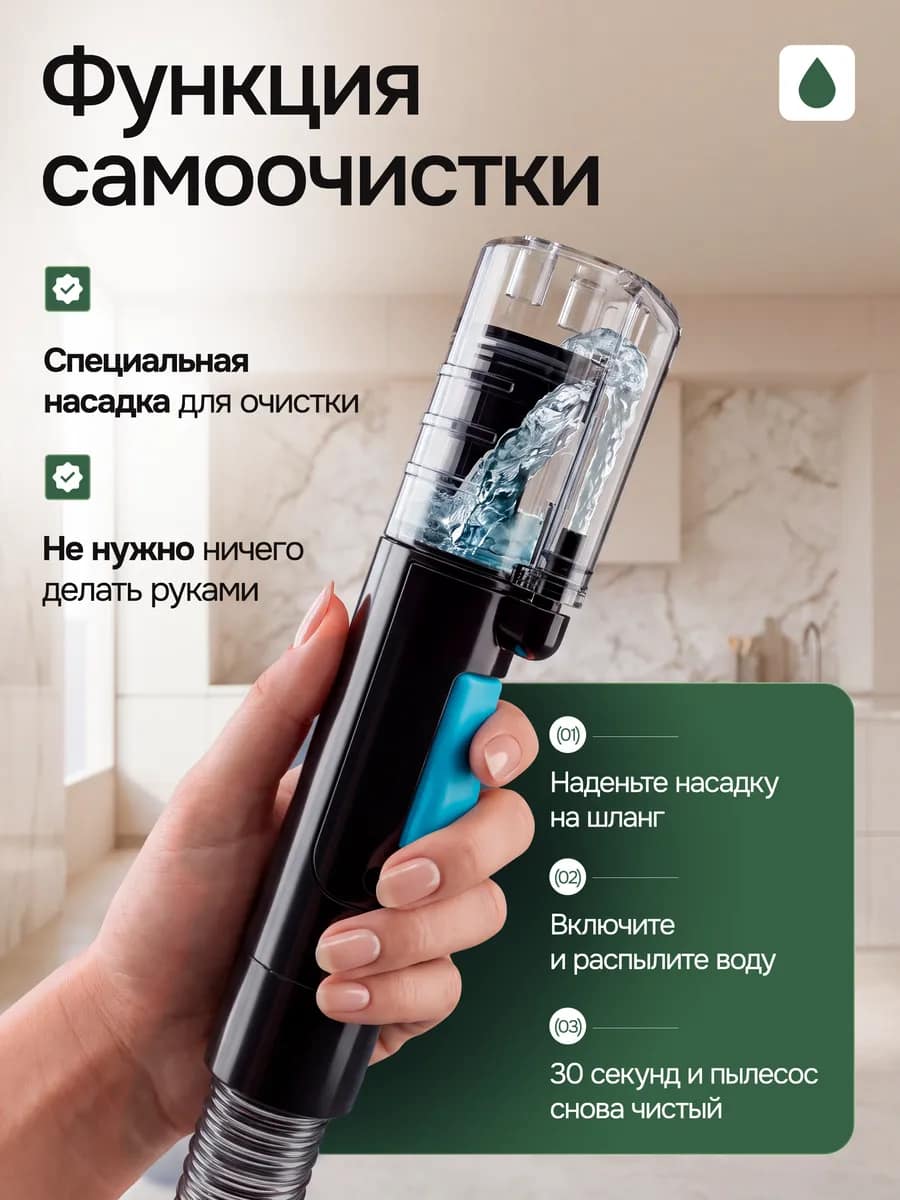 Функция
самоочистки
Специальная
насадка для очистки
Не нужно ничего
делать руками
(01)
Наденьте насадку
на шланг
(02)
Включите
и распылите воду
(03)
30 секунд и пылесос
снова чистый